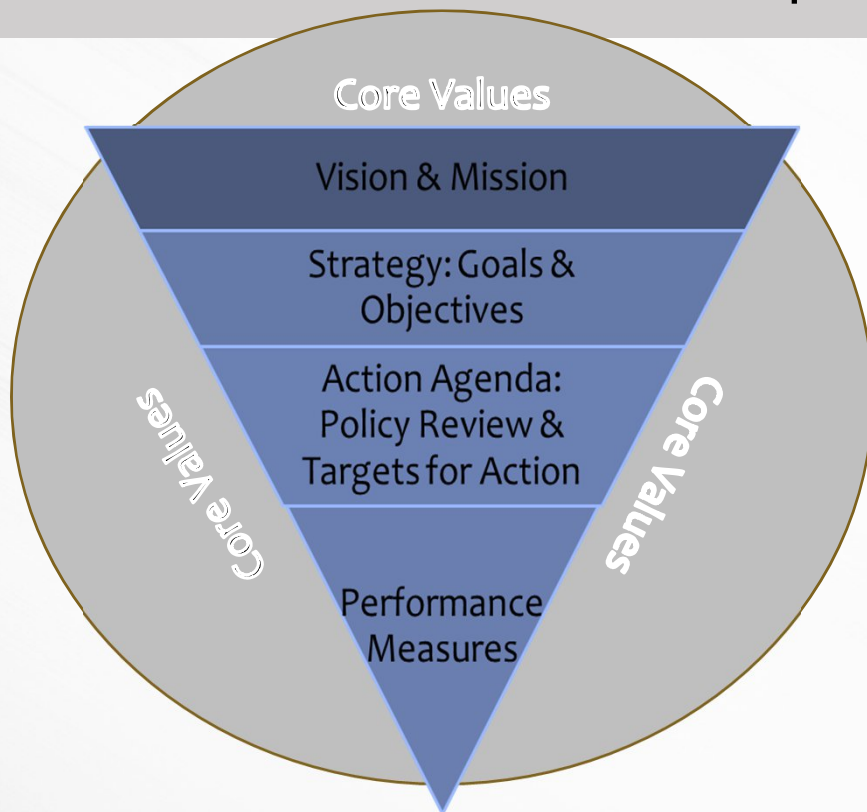 Core Values
Vision & Mission
Strategy: Goals &
Objectives
Action Agenda:
Policy Review &
Targets for Action
Core Values
Core Values
Performance
Measures